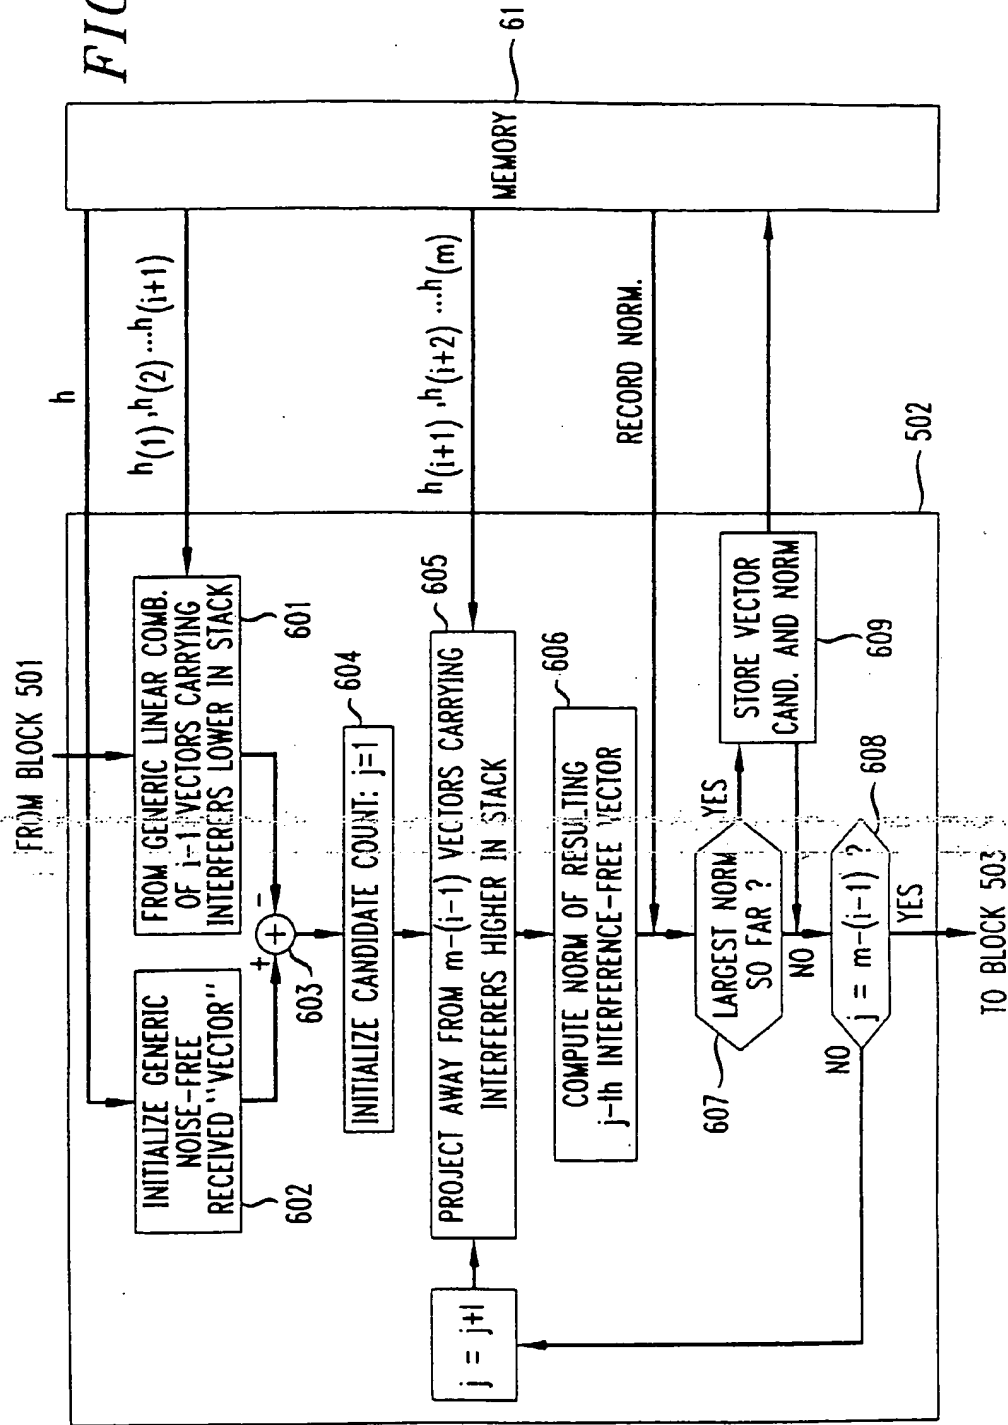 FIG
FROM BLOCK 501
h
h(1),h(2) ...h(i+1)
h(i+1) ,h(i+2) ...h(m)
RECORD NORM.
MEMORY
61
502
INITIALIZE GENERIC
NOISE-FREE
RECEIVED "VECTOR"
602
FROM GENERIC LINEAR COMB.
OF i-1 VECTORS CARRYING
INTERFERERS LOWER IN STACK
601
+
-
+
603
INITIALIZE CANDIDATE COUNT: j=1
604
PROJECT AWAY FROM m-(i-1) VECTORS CARRYING
INTERFERERS HIGHER IN STACK
605
j = j+1
COMPUTE NORM OF RESULTING
j-th INTERFERENCE-FREE VECTOR
606
LARGEST NORM
SO FAR ?
607
YES
NO
STORE VECTOR
CAND. AND NORM
609
j = m-(i-1) ?
608
NO
YES
TO BLOCK 503